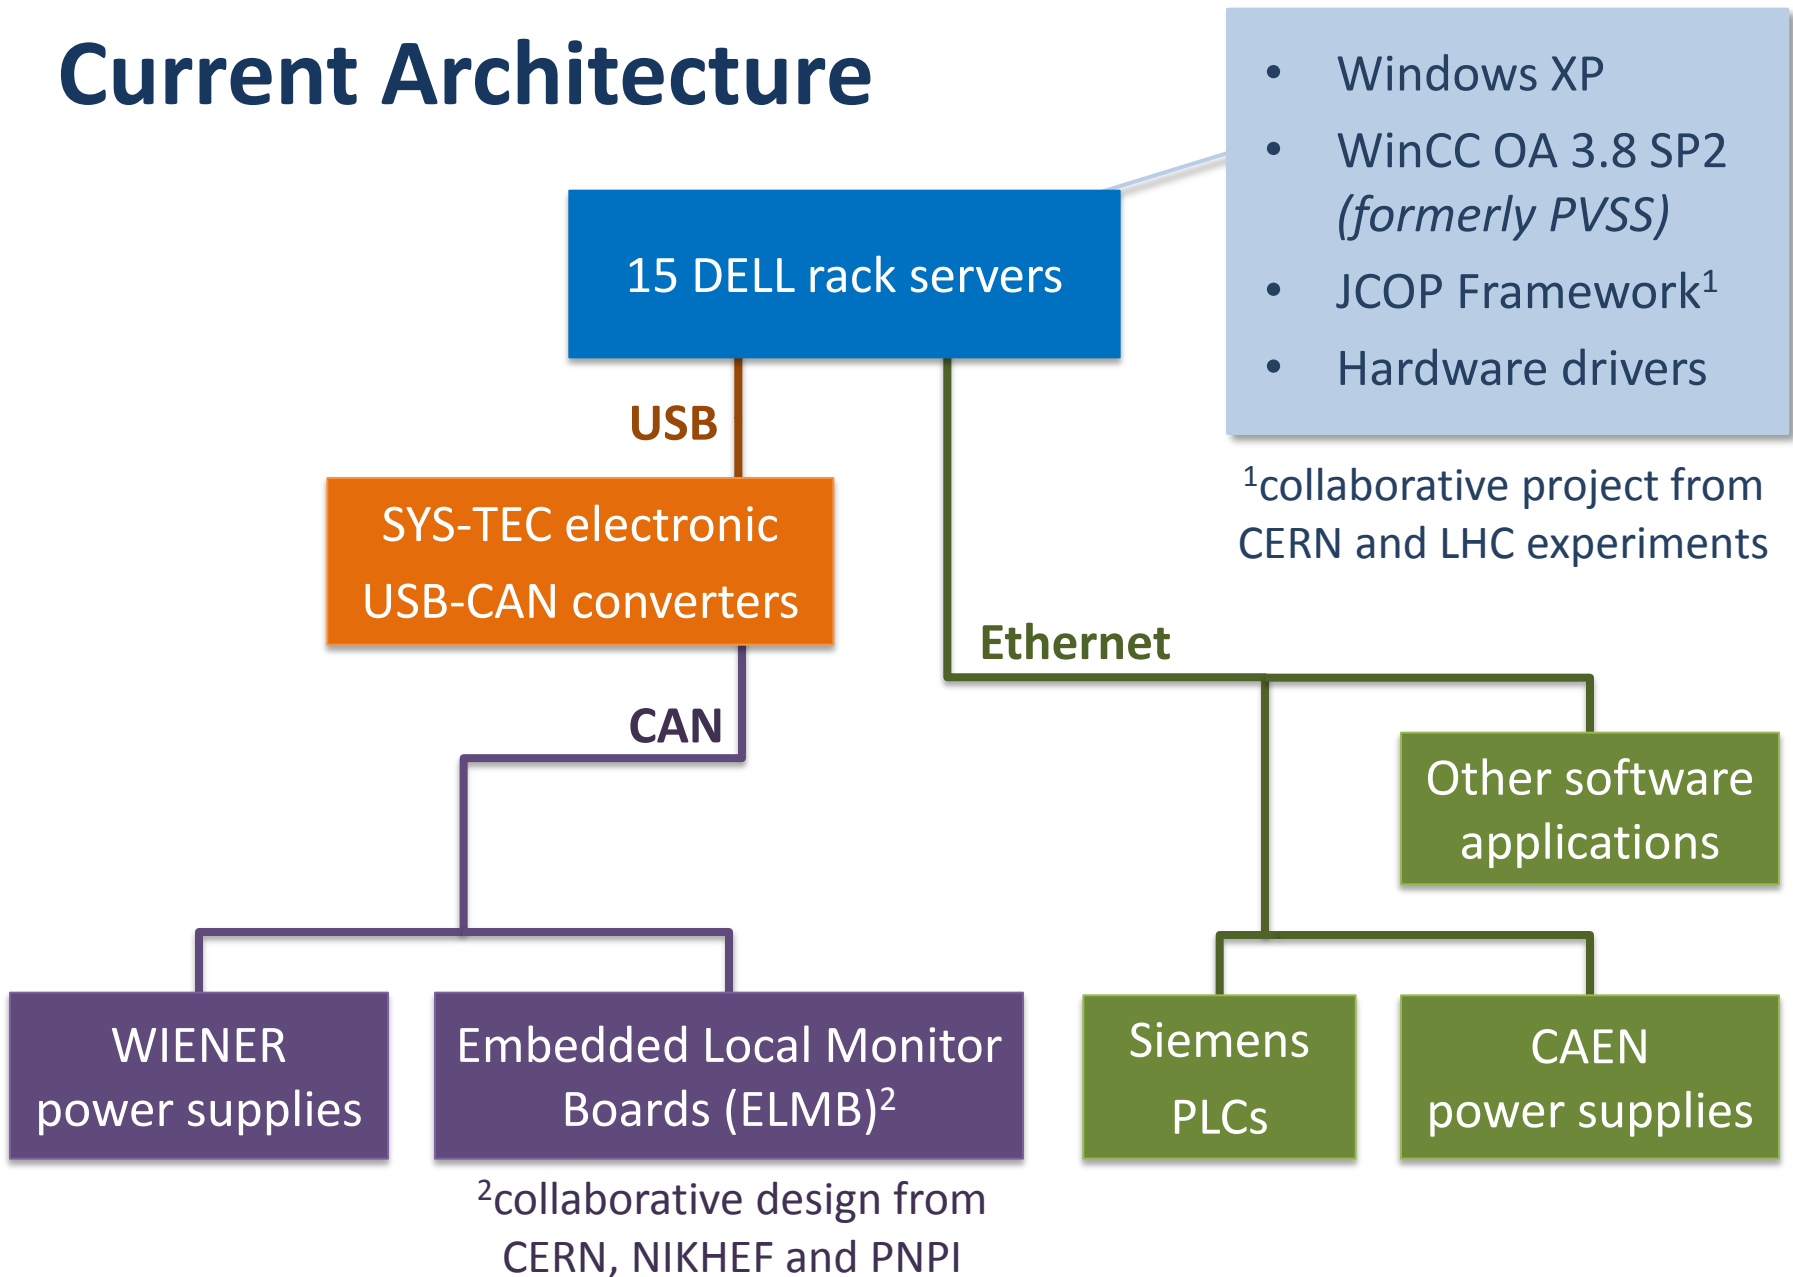 Current Architecture
• Windows XP
• WinCC OA 3.8 SP2
(formerly PVSS)
• JCOP Framework¹
• Hardware drivers
15 DELL rack servers
¹collaborative project from
CERN and LHC experiments
USB
SYS-TEC electronic
USB-CAN converters
Ethernet
CAN
Other software
applications
WIENER
power supplies
Embedded Local Monitor
Boards (ELMB)²
Siemens
PLCs
CAEN
power supplies
²collaborative design from
CERN, NIKHEF and PNPI